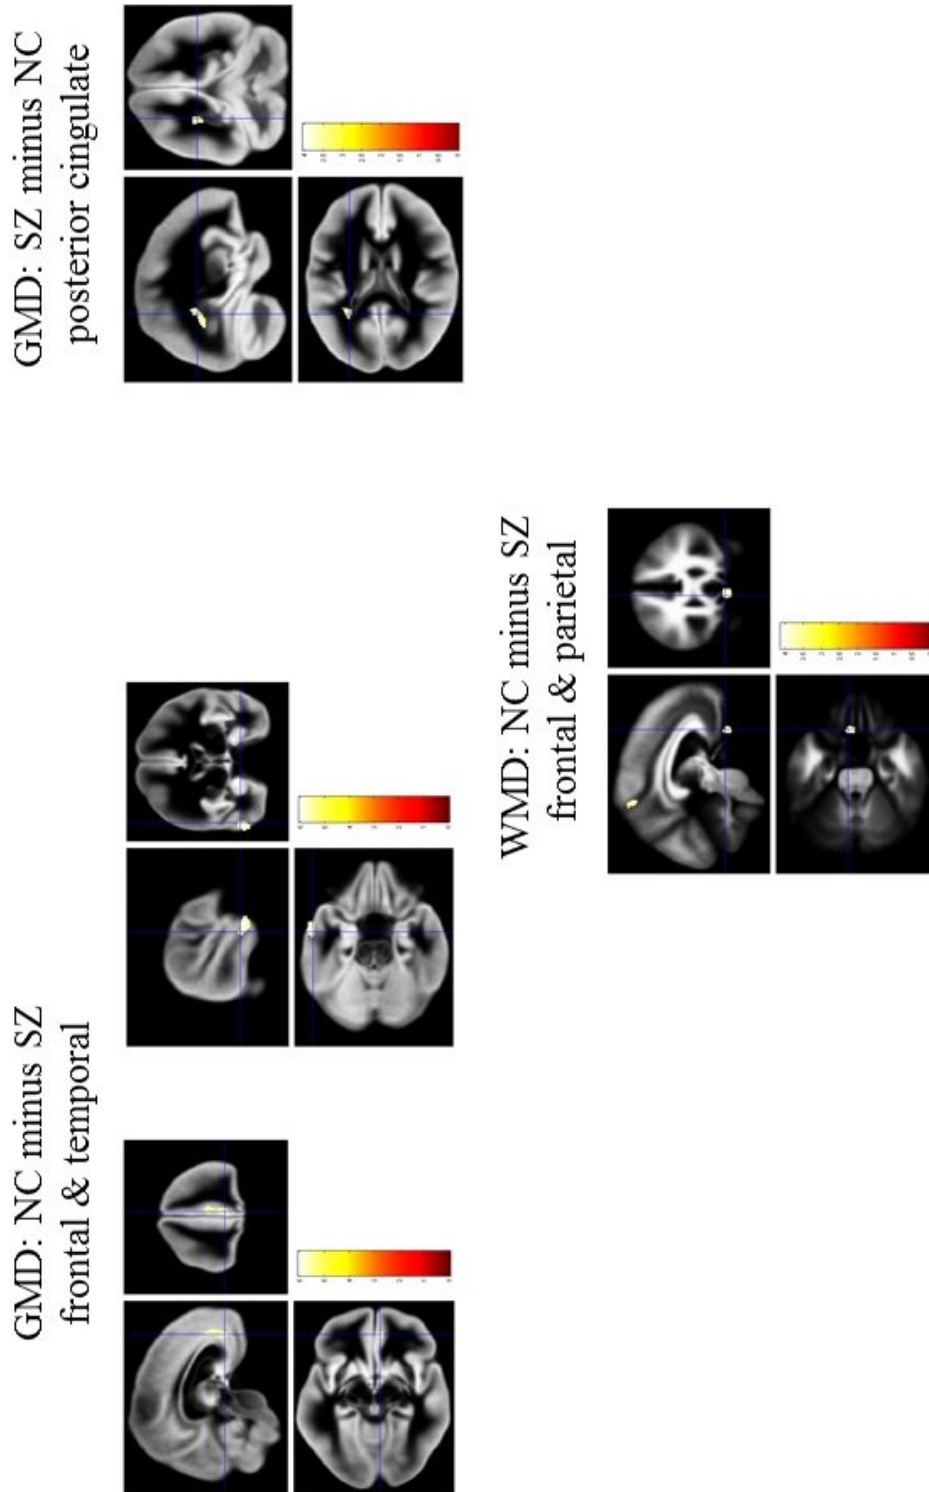 GMD: NC minus SZ
frontal & temporal
GMD: SZ minus NC
posterior cingulate
WMD: NC minus SZ
frontal & parietal